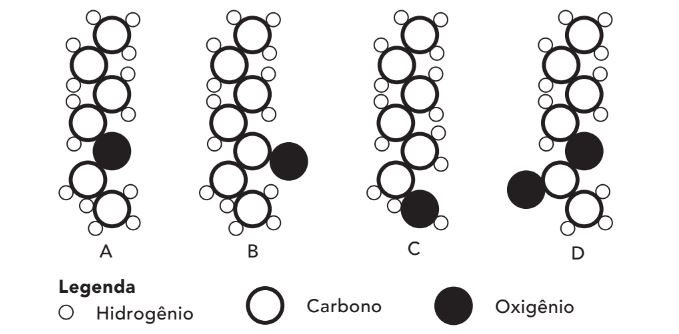 A B C D
Legenda
Hidrogênio Carbono Oxigênio